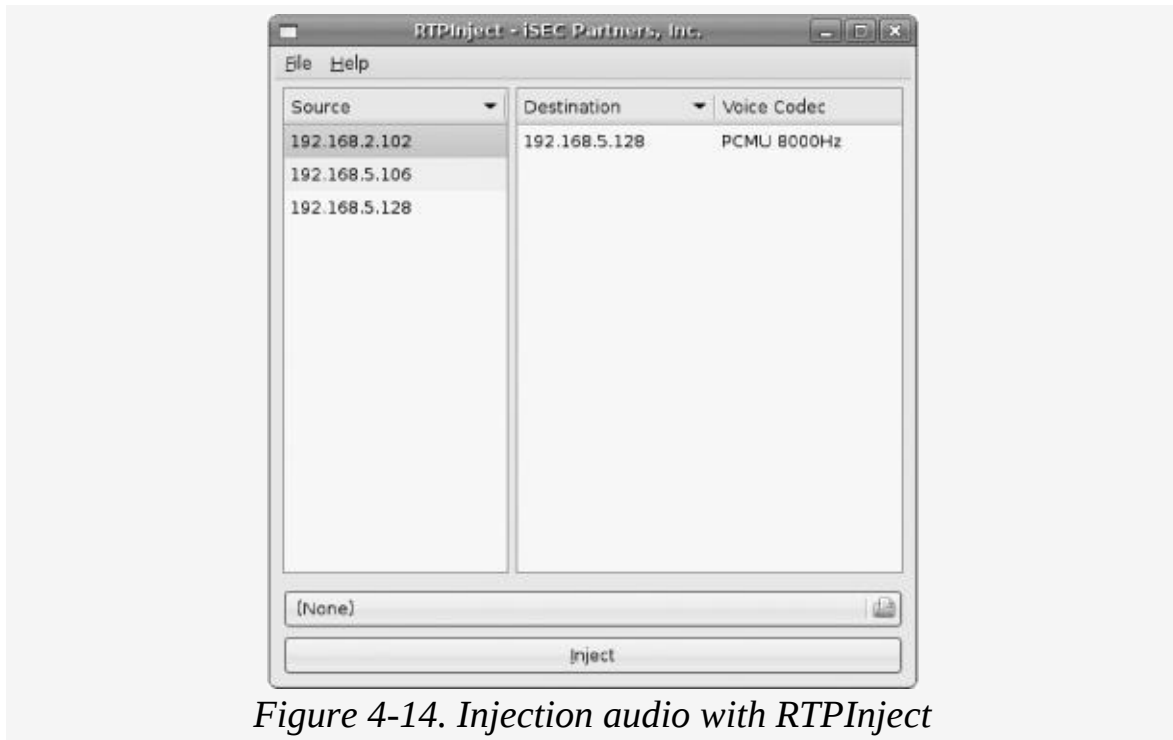 RTPInject - iSEC Partners, Inc.
File Help
Source Destination Voice Codec
192.168.2.102 192.168.5.128 PCMU 8000Hz
192.168.5.106
192.168.5.128
(None)
Inject
Figure 4-14. Injection audio with RTPInject